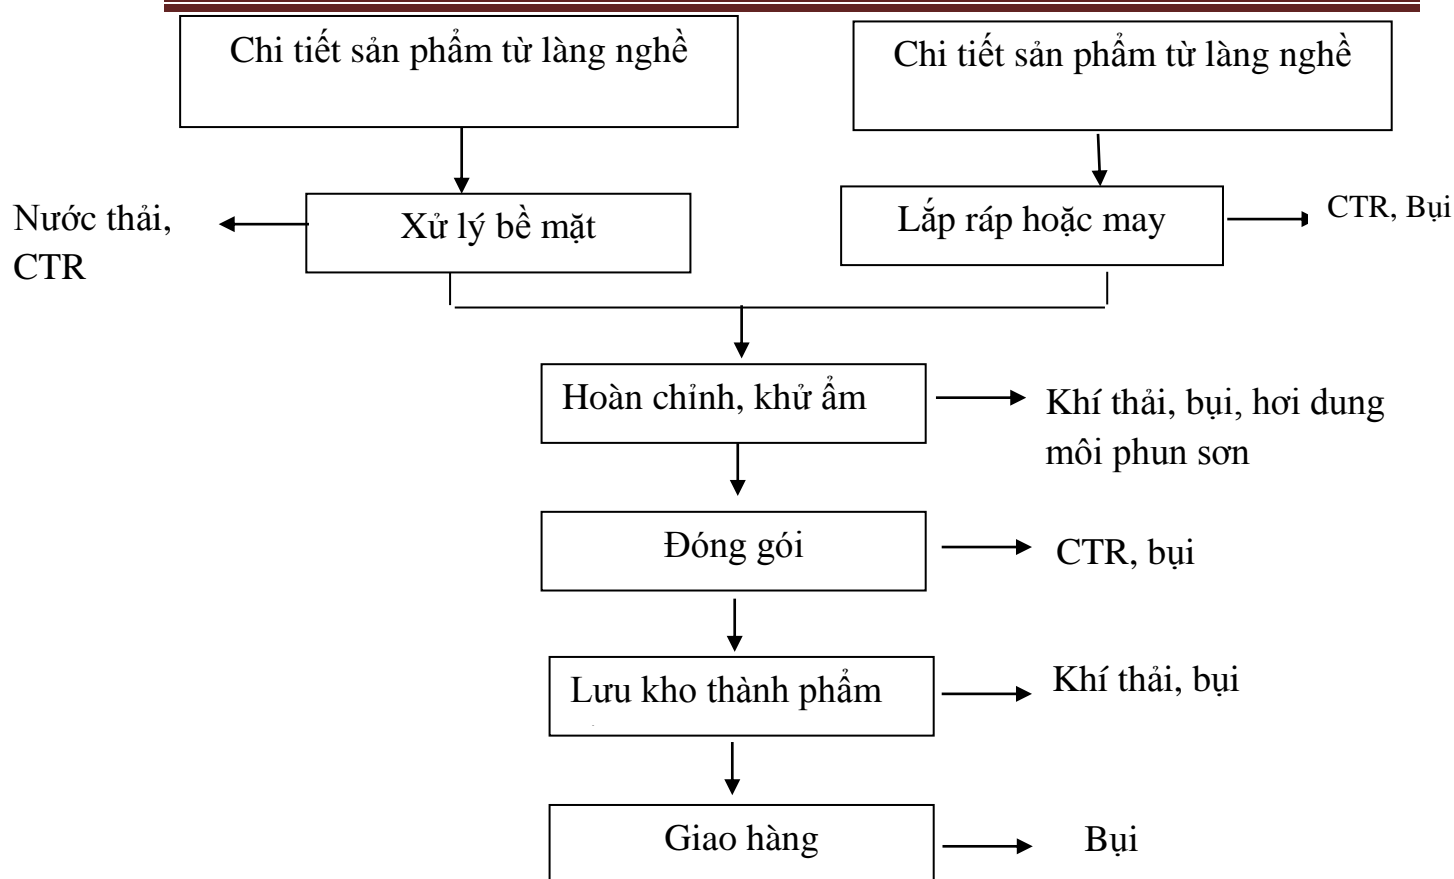 Chi tiết sản phẩm từ làng nghề
Chi tiết sản phẩm từ làng nghề
Nước thải,
CTR
Xử lý bề mặt
Lắp ráp hoặc may
CTR, Bụi
Hoàn chỉnh, khử ẩm
Khí thải, bụi, hơi dung
môi phun sơn
Đóng gói
CTR, bụi
Lưu kho thành phẩm
Khí thải, bụi
Giao hàng
Bụi